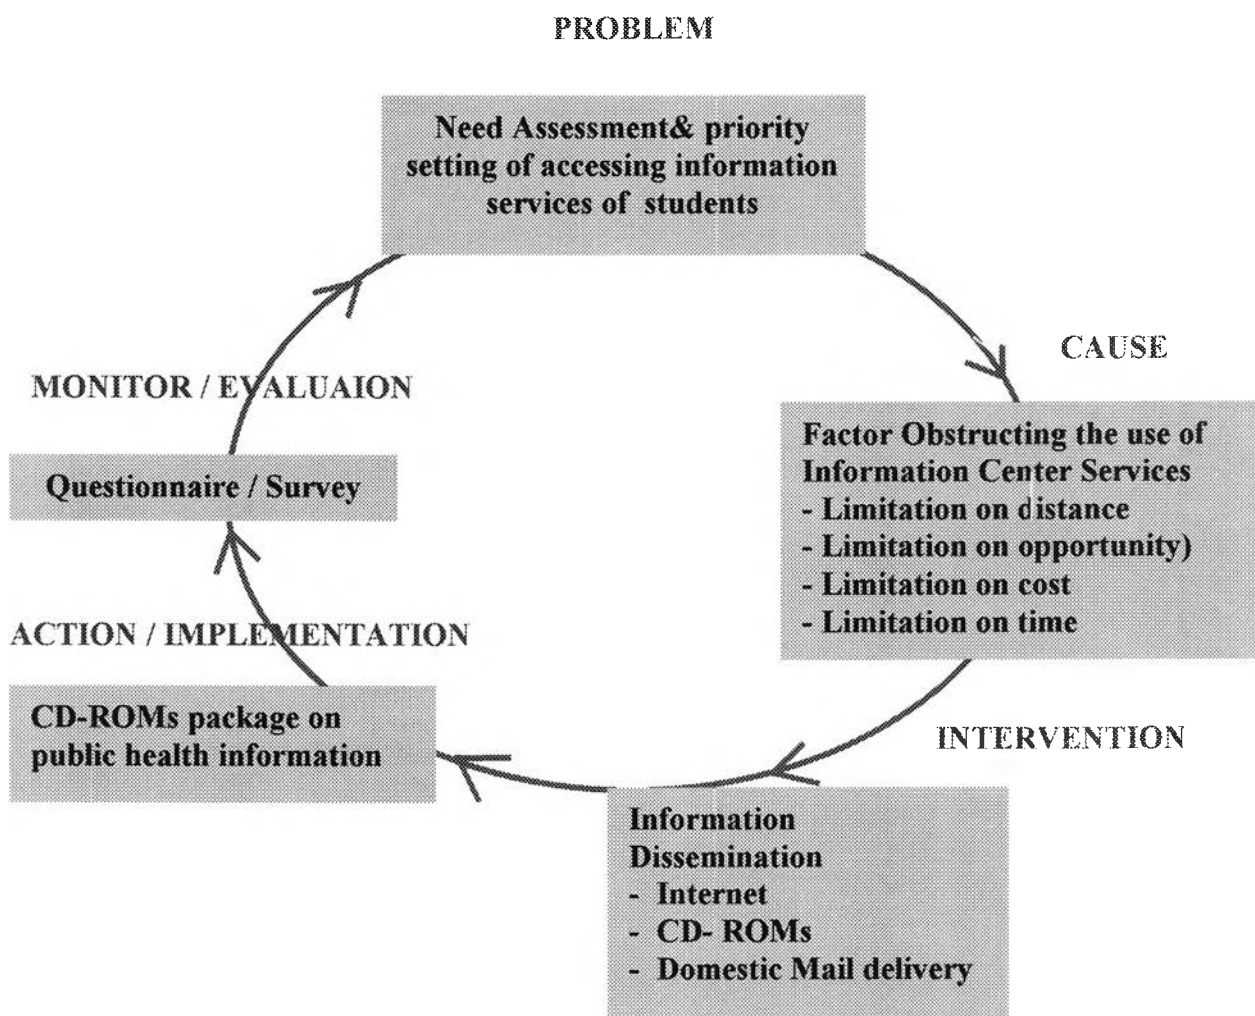 PROBLEM
Need Assessment& priority
setting of accessing information
services of students
CAUSE
Factor Obstructing the use of
Information Center Services
- Limitation on distance
- Limitation on opportunity)
- Limitation on cost
- Limitation on time
INTERVENTION
Information
Dissemination
- Internet
- CD- ROMs
- Domestic Mail delivery
ACTION / IMPLEMENTATION
CD-ROMs package on
public health information
MONITOR / EVALUAION
Questionnaire / Survey